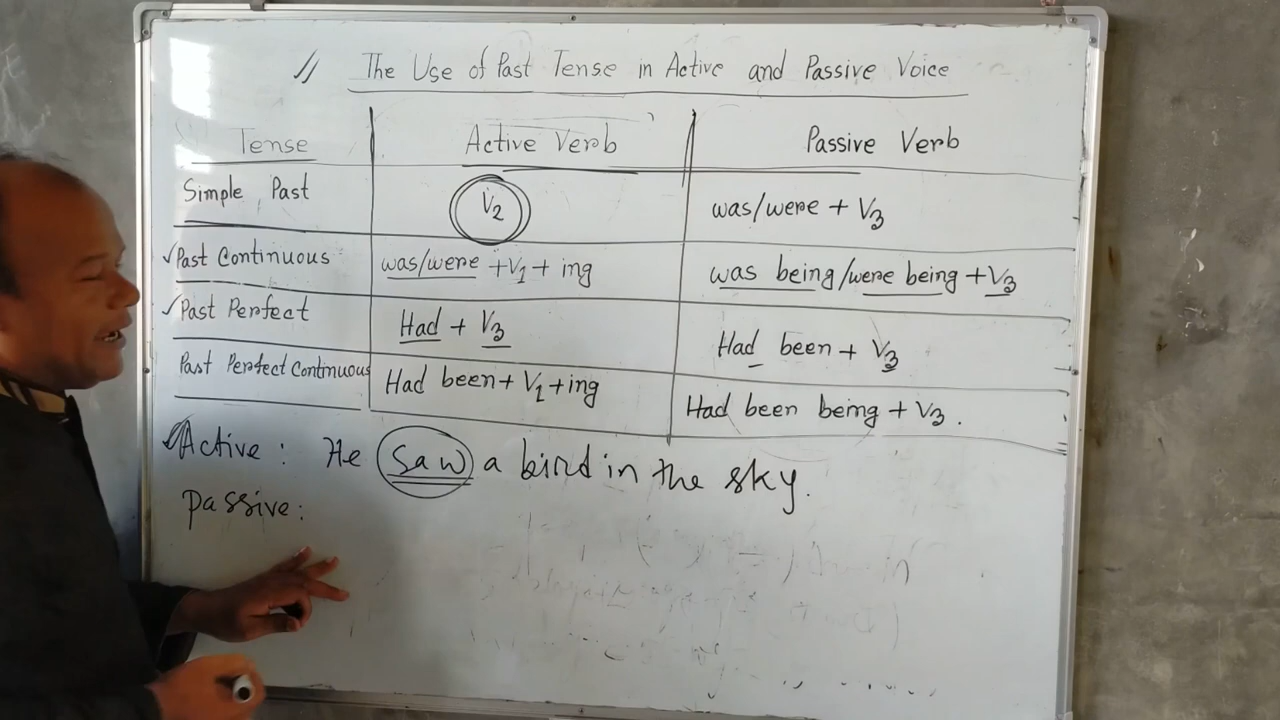 // The Use of Past Tense in Active and Passive Voice
Tense Active Verb Passive Verb
Simple Past V2 was/were + V3
Past Continuous was/were + V1 + ing was being/were being + V3
Past Perfect Had + V3 Had been + V3
Past Perfect Continuous Had been + V1 + ing Had been being + V3.
Active: He Saw a bird in the sky.
Passive: